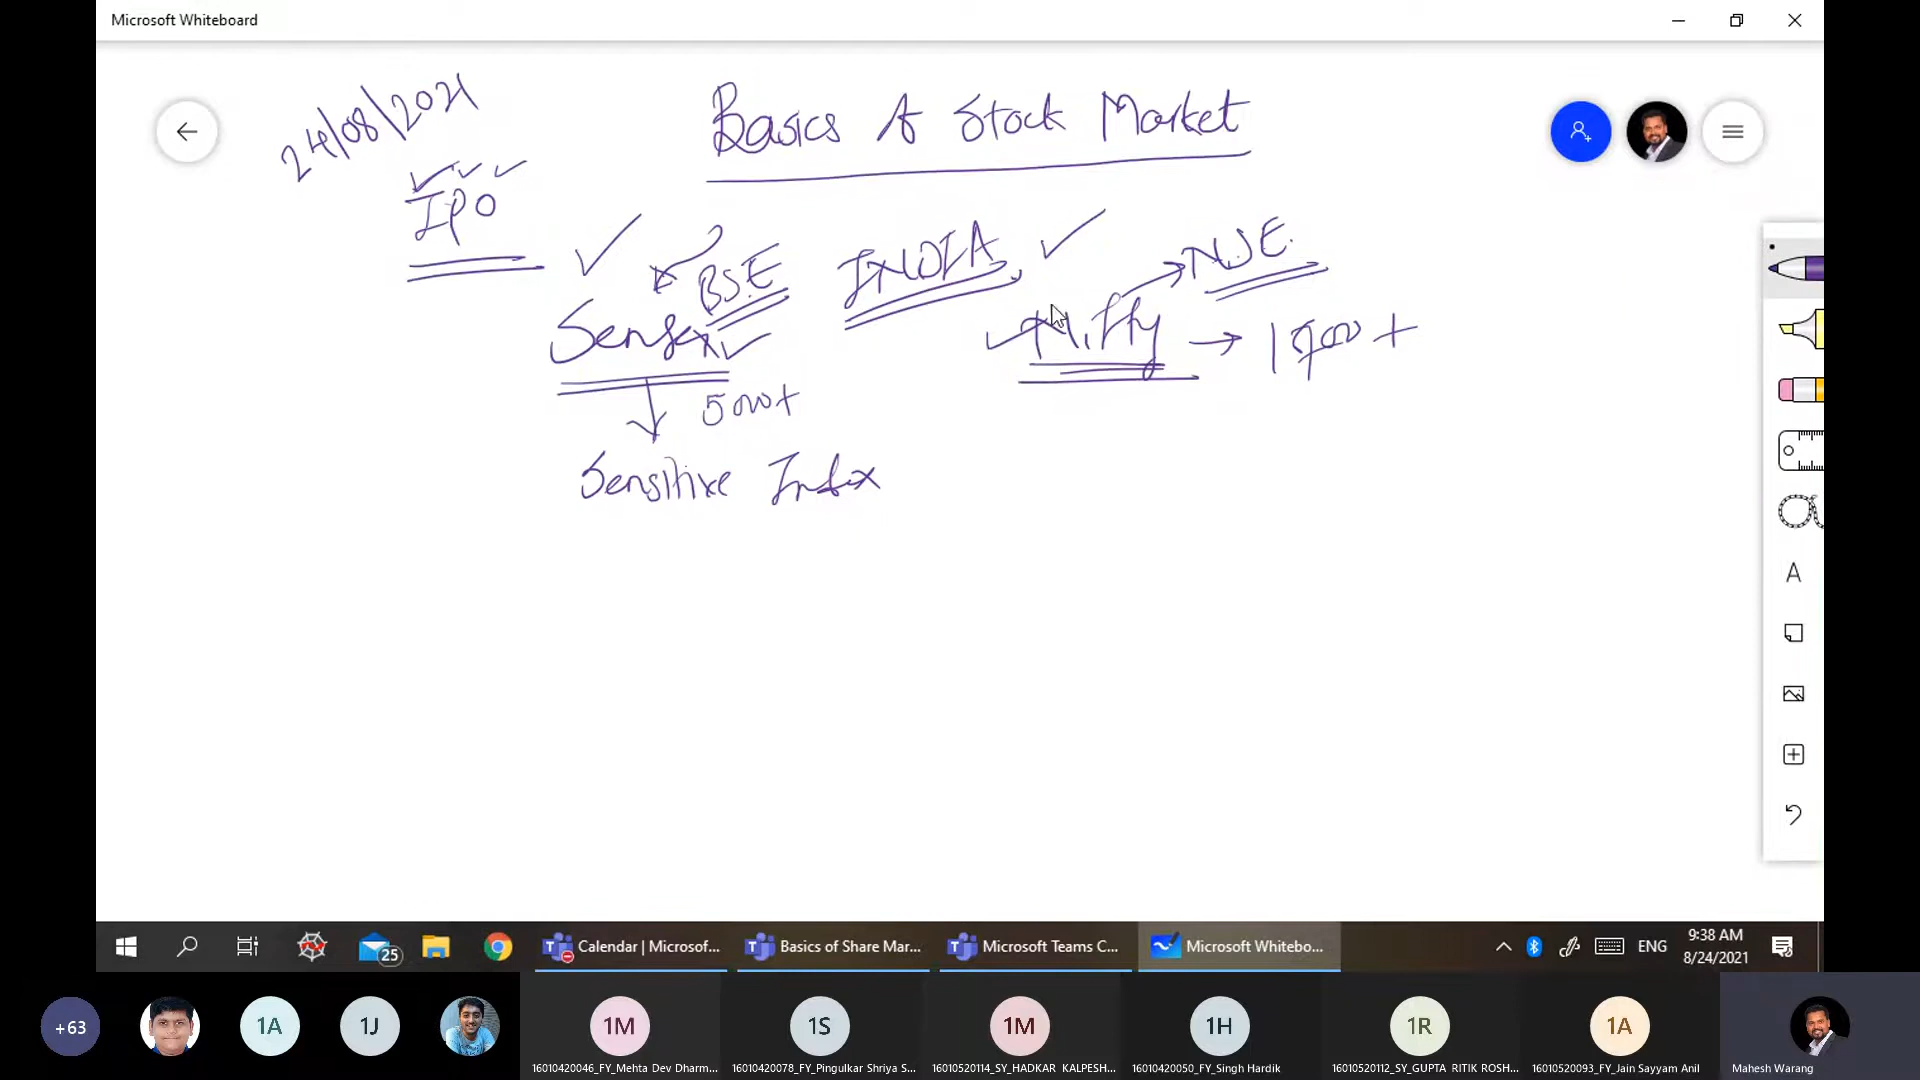 Microsoft Whiteboard
24/08/2021
Basics of Stock Market
IPO
BSE
INDIA
NSE
Sensex
Nifty
5000+
Sensitive Index
A
25
Calendar | Microsof...
Basics of Share Mar...
Microsoft Teams C...
Microsoft Whitebo...
ENG
9:38 AM
8/24/2021
+63
1A
1J
1M
1S
1M
1H
1R
1A
16010420046_FY_Mehta Dev Dharm...
16010420078_FY_Pingulkar Shriya S...
16010520114_SY_HADKAR KALPESH...
16010420050_FY_Singh Hardik
16010520112_SY_GUPTA RITIK ROSH...
16010520093_FY_Jain Sayyam Anil
Mahesh Warang